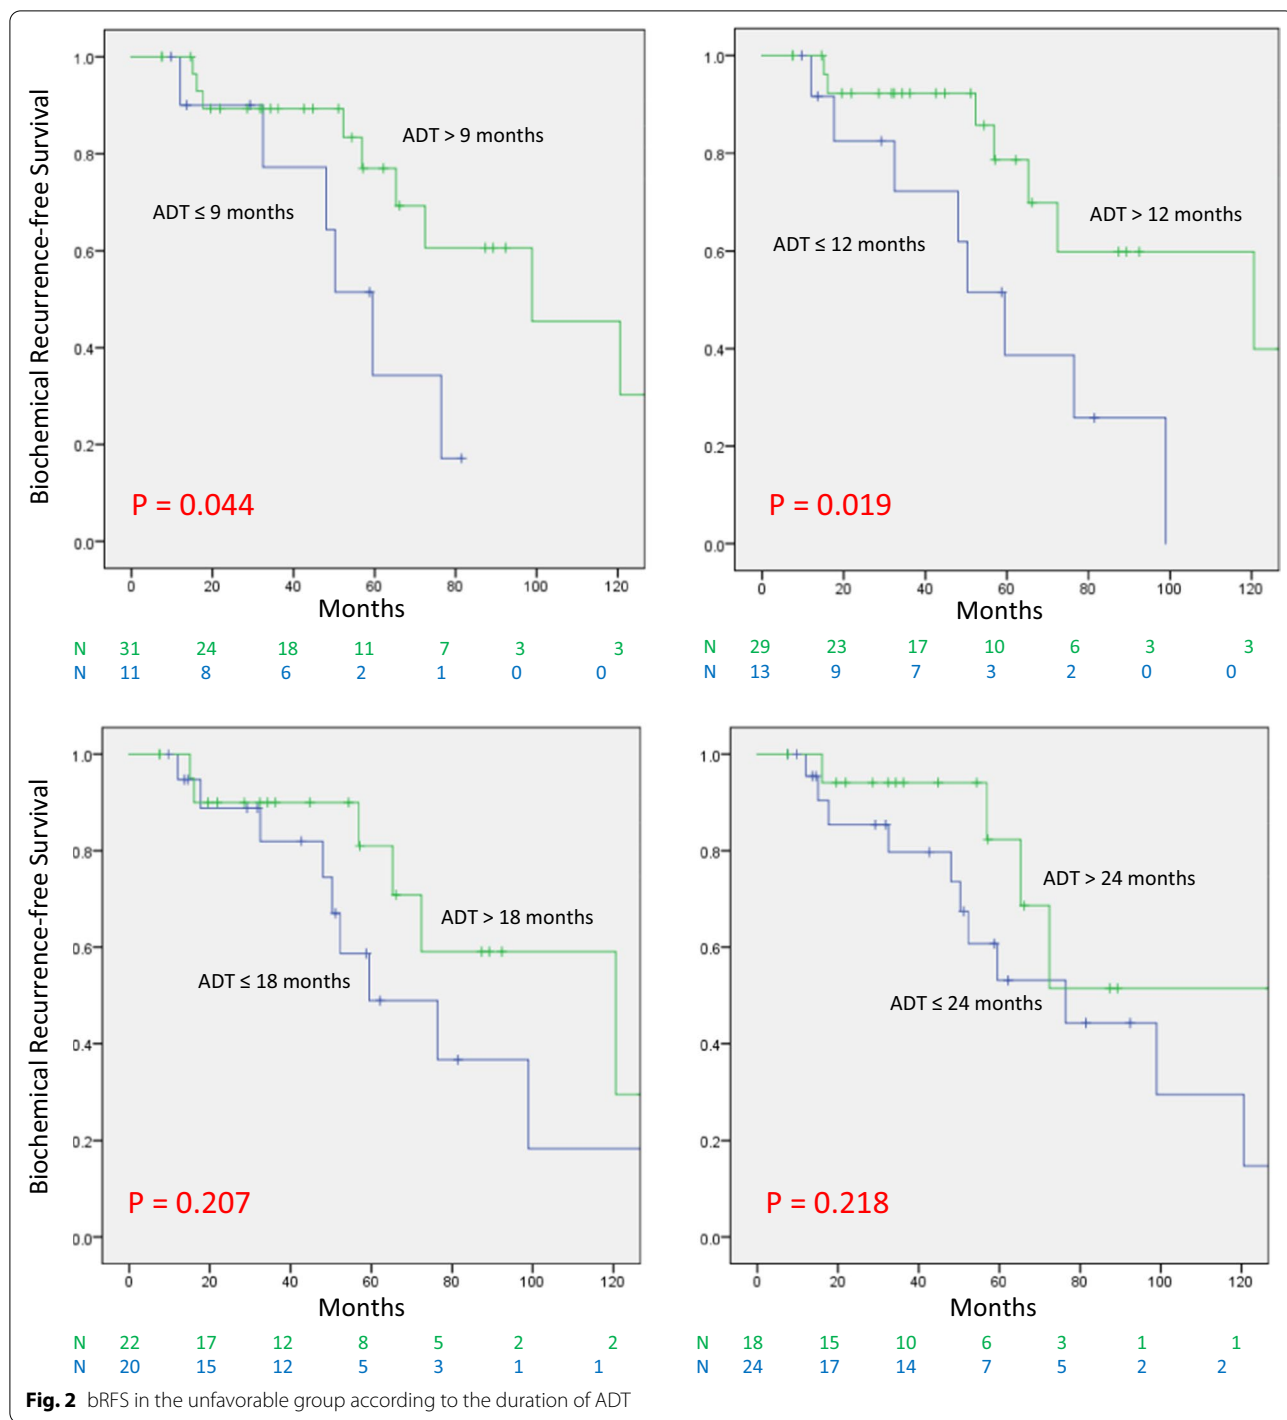 Biochemical Recurrence-free Survival
1.0
0.8
0.6
0.4
0.2
0.0
ADT > 9 months
ADT ≤ 9 months
P = 0.044
0 20 40 60 80 100 120
Months
N 31 24 18 11 7 3 3
N 11 8 6 2 1 0 0
1.0
0.8
0.6
0.4
0.2
0.0
ADT > 12 months
ADT ≤ 12 months
P = 0.019
0 20 40 60 80 100 120
Months
N 29 23 17 10 6 3 3
N 13 9 7 3 2 0 0
Biochemical Recurrence-free Survival
1.0
0.8
0.6
0.4
0.2
0.0
ADT > 18 months
ADT ≤ 18 months
P = 0.207
0 20 40 60 80 100 120
Months
N 22 17 12 8 5 2 2
N 20 15 12 5 3 1 1
1.0
0.8
0.6
0.4
0.2
0.0
ADT > 24 months
ADT ≤ 24 months
P = 0.218
0 20 40 60 80 100 120
Months
N 18 15 10 6 3 1 1
N 24 17 14 7 5 2 2
Fig. 2 bRFS in the unfavorable group according to the duration of ADT